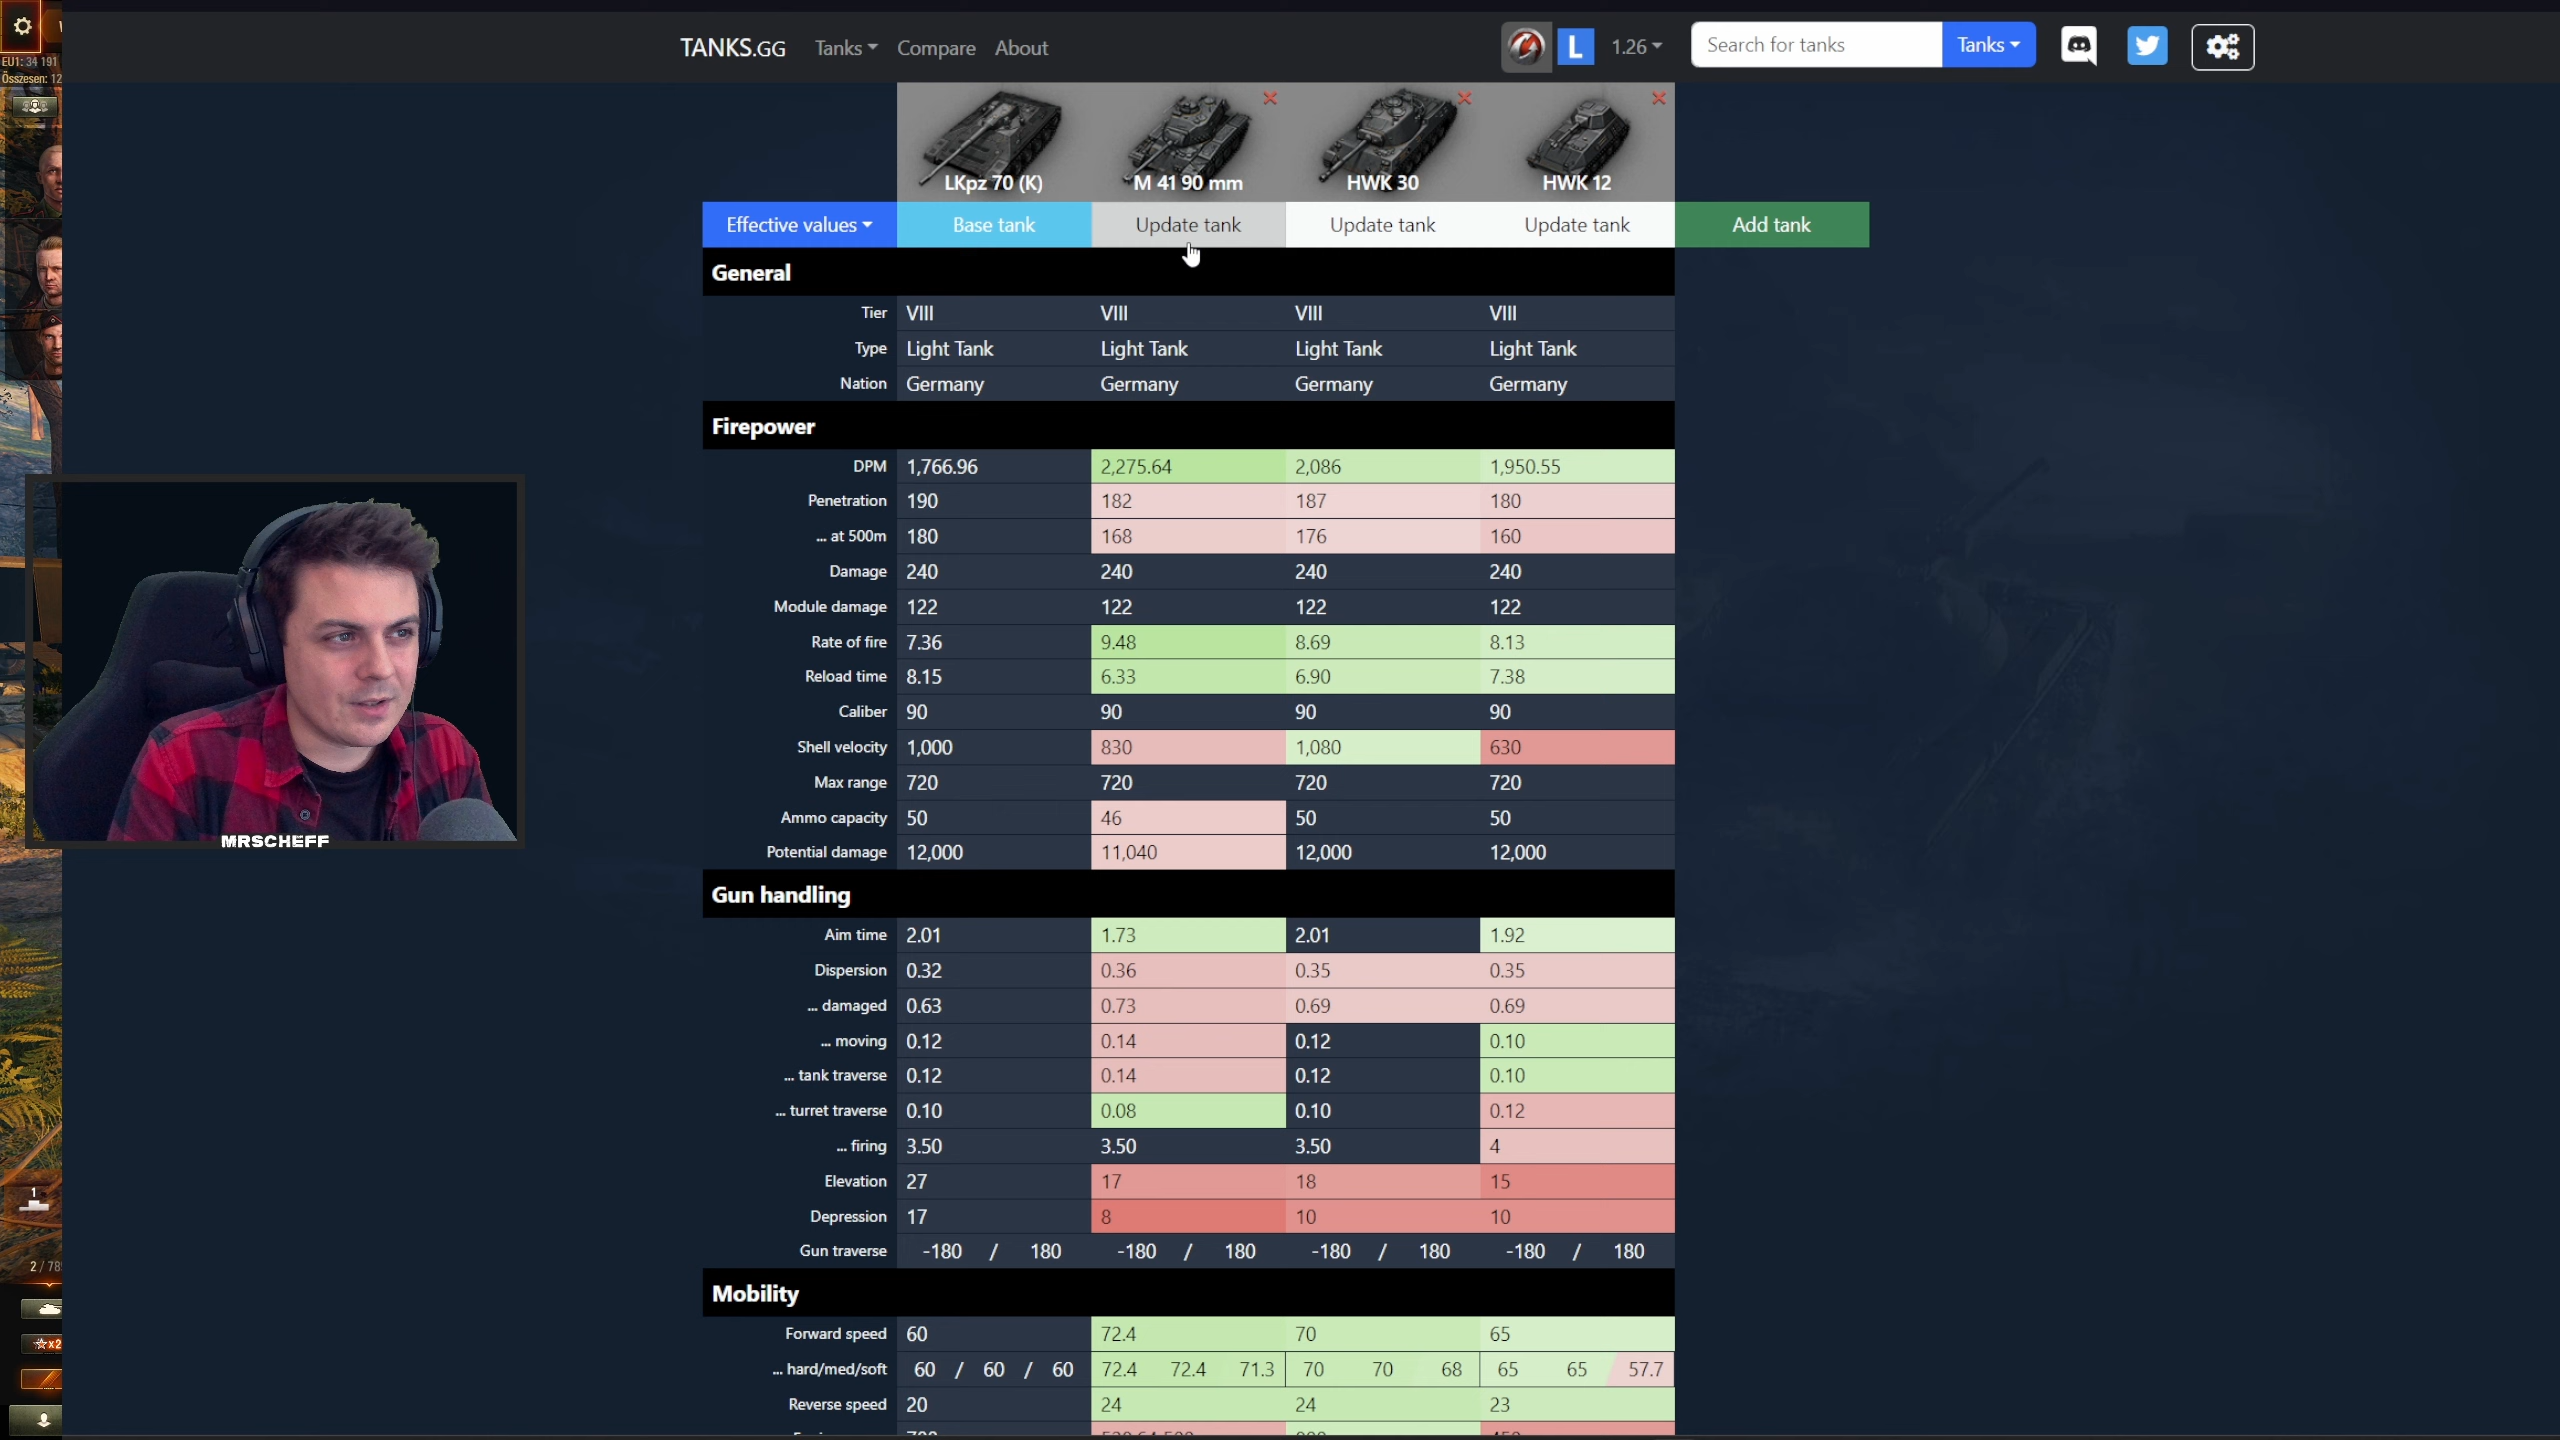 TANKS.GG Tanks Compare About L 1.26 Search for tanks Tanks
EU1: 34 191
Összesen: 12
LKpz 70 (K) M 41 90 mm HWK 30 HWK 12
Effective values Base tank Update tank Update tank Update tank Add tank
General
Tier VIII VIII VIII VIII
Type Light Tank Light Tank Light Tank Light Tank
Nation Germany Germany Germany Germany
Firepower
DPM 1,766.96 2,275.64 2,086 1,950.55
Penetration 190 182 187 180
... at 500m 180 168 176 160
Damage 240 240 240 240
Module damage 122 122 122 122
Rate of fire 7.36 9.48 8.69 8.13
Reload time 8.15 6.33 6.90 7.38
Caliber 90 90 90 90
Shell velocity 1,000 830 1,080 630
Max range 720 720 720 720
Ammo capacity 50 46 50 50
Potential damage 12,000 11,040 12,000 12,000
MRSCHEFF
Gun handling
Aim time 2.01 1.73 2.01 1.92
Dispersion 0.32 0.36 0.35 0.35
... damaged 0.63 0.73 0.69 0.69
... moving 0.12 0.14 0.12 0.10
... tank traverse 0.12 0.14 0.12 0.10
... turret traverse 0.10 0.08 0.10 0.12
... firing 3.50 3.50 3.50 4
Elevation 27 17 18 15
Depression 17 8 10 10
Gun traverse -180 / 180 -180 / 180 -180 / 180 -180 / 180
1
2 / 78
x2
Mobility
Forward speed 60 72.4 70 65
... hard/med/soft 60 / 60 / 60 72.4 72.4 71.3 70 70 68 65 65 57.7
Reverse speed 20 24 24 23